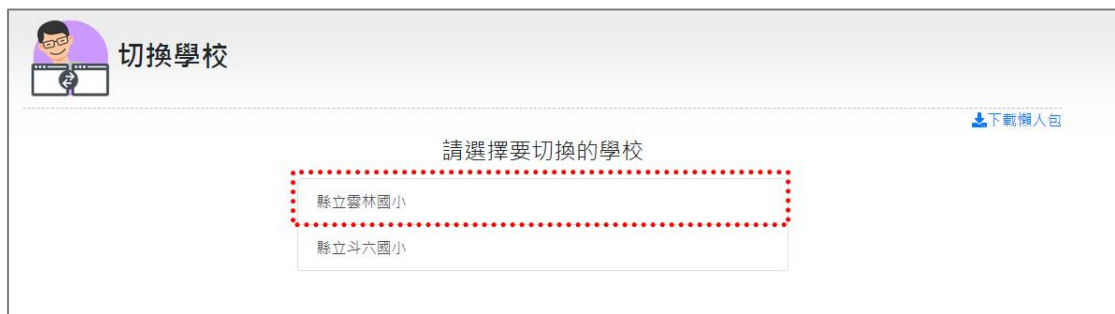 切換學校
下載懶人包
請選擇要切換的學校
縣立雲林國小
縣立斗六國小